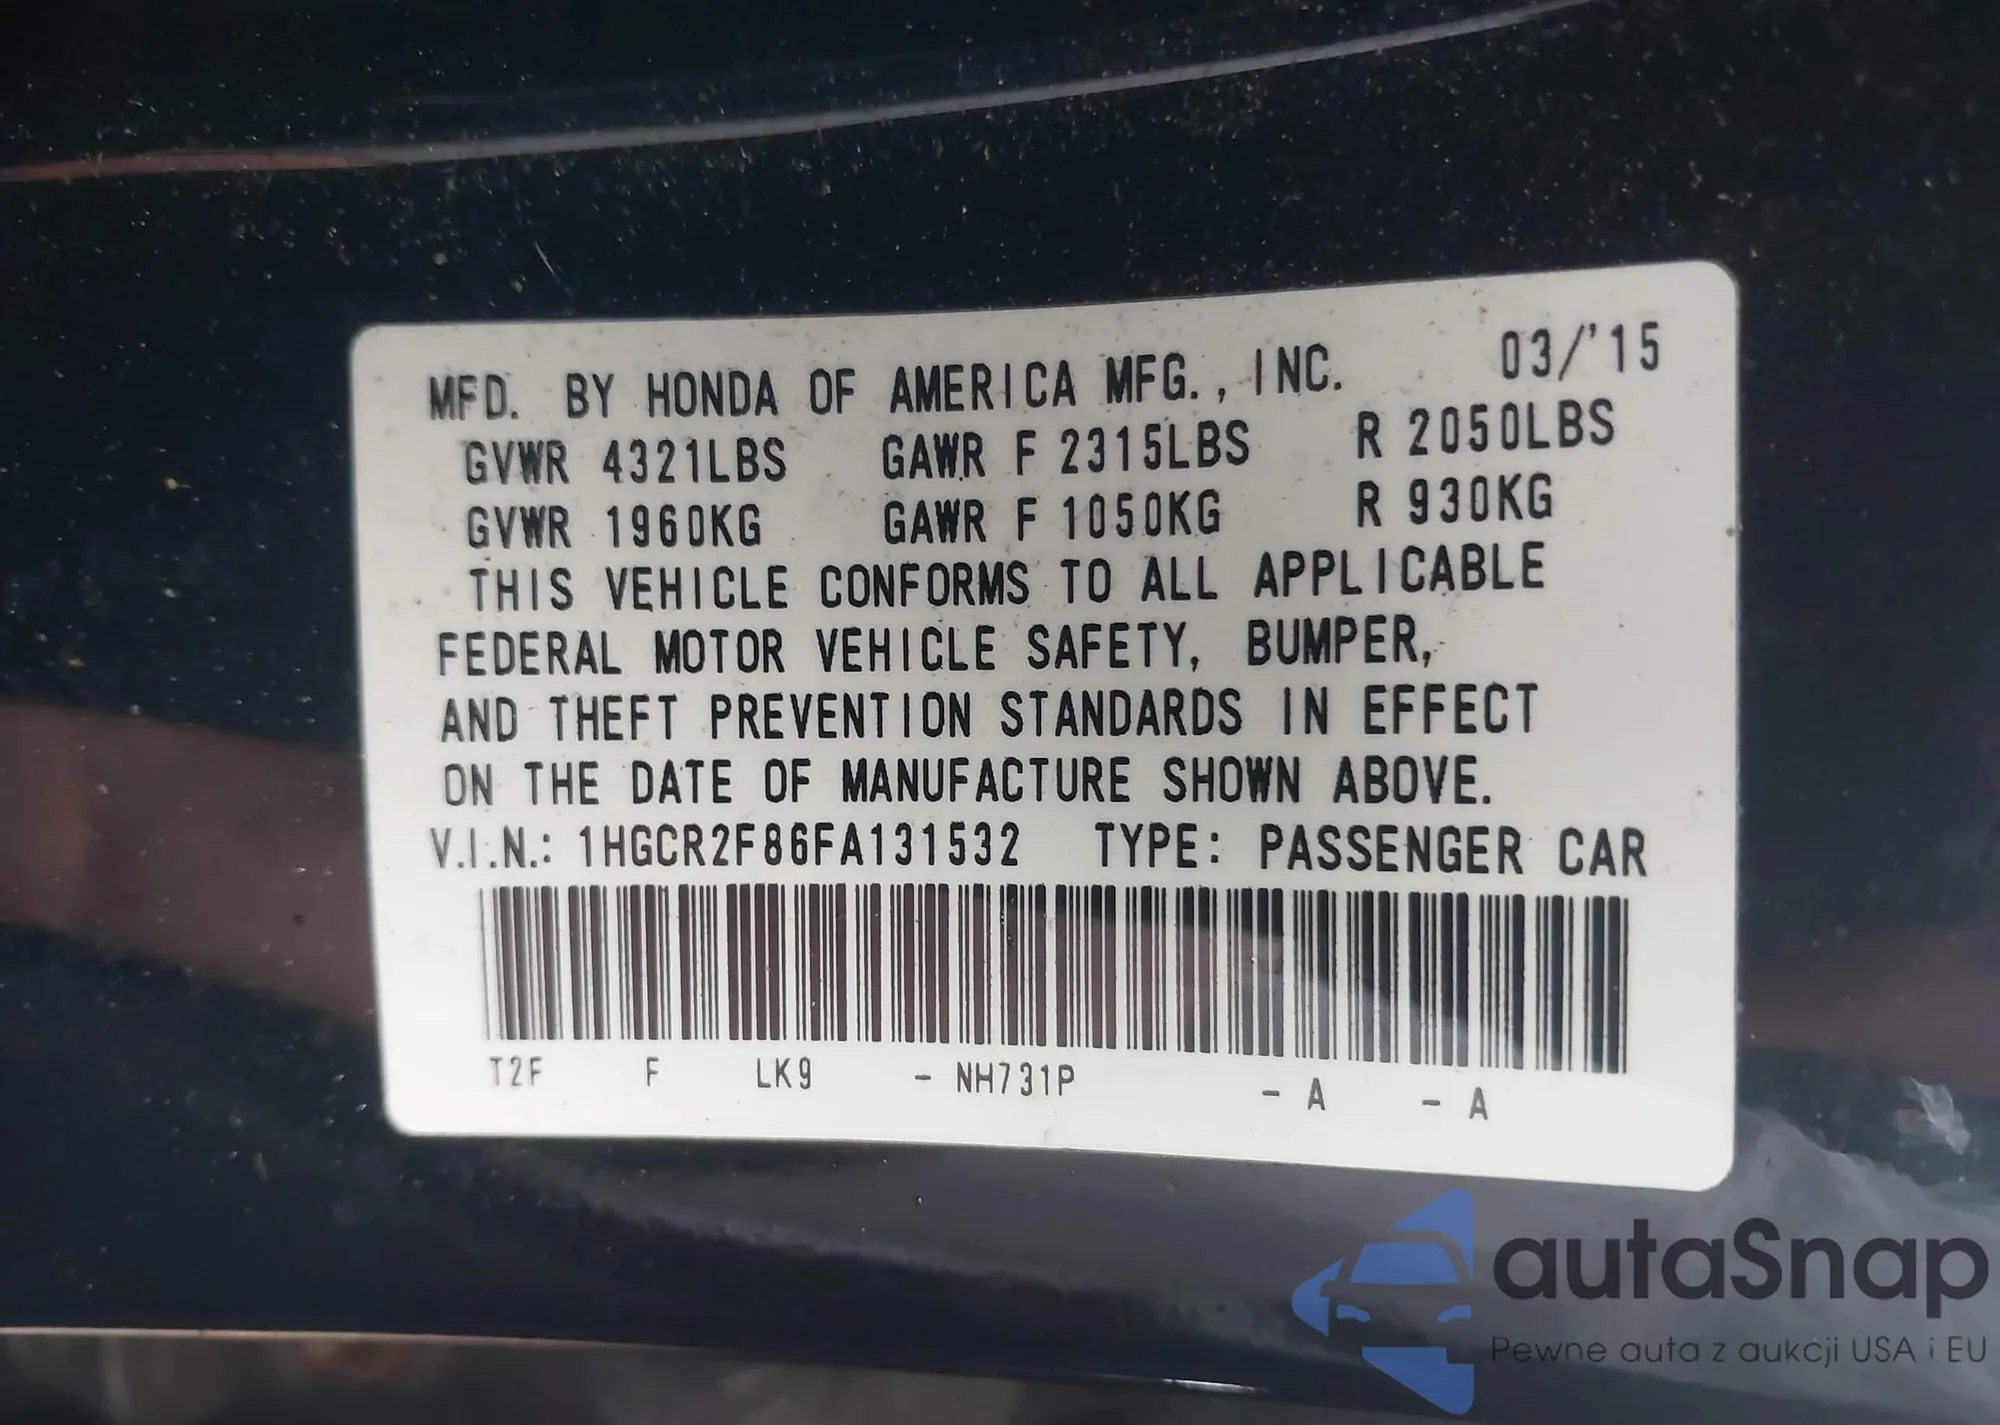 MFD. BY HONDA OF AMERICA MFG., INC. 03/'15
GVWR 4321LBS GAWR F 2315LBS R 2050LBS
GVWR 1960KG GAWR F 1050KG R 930KG
THIS VEHICLE CONFORMS TO ALL APPLICABLE
FEDERAL MOTOR VEHICLE SAFETY, BUMPER,
AND THEFT PREVENTION STANDARDS IN EFFECT
ON THE DATE OF MANUFACTURE SHOWN ABOVE.
V.I.N.: 1HGCR2F86FA131532 TYPE: PASSENGER CAR
T2F F LK9 - NH731P - A - A
autaSnap
Pewne auta z aukcji USA i EU